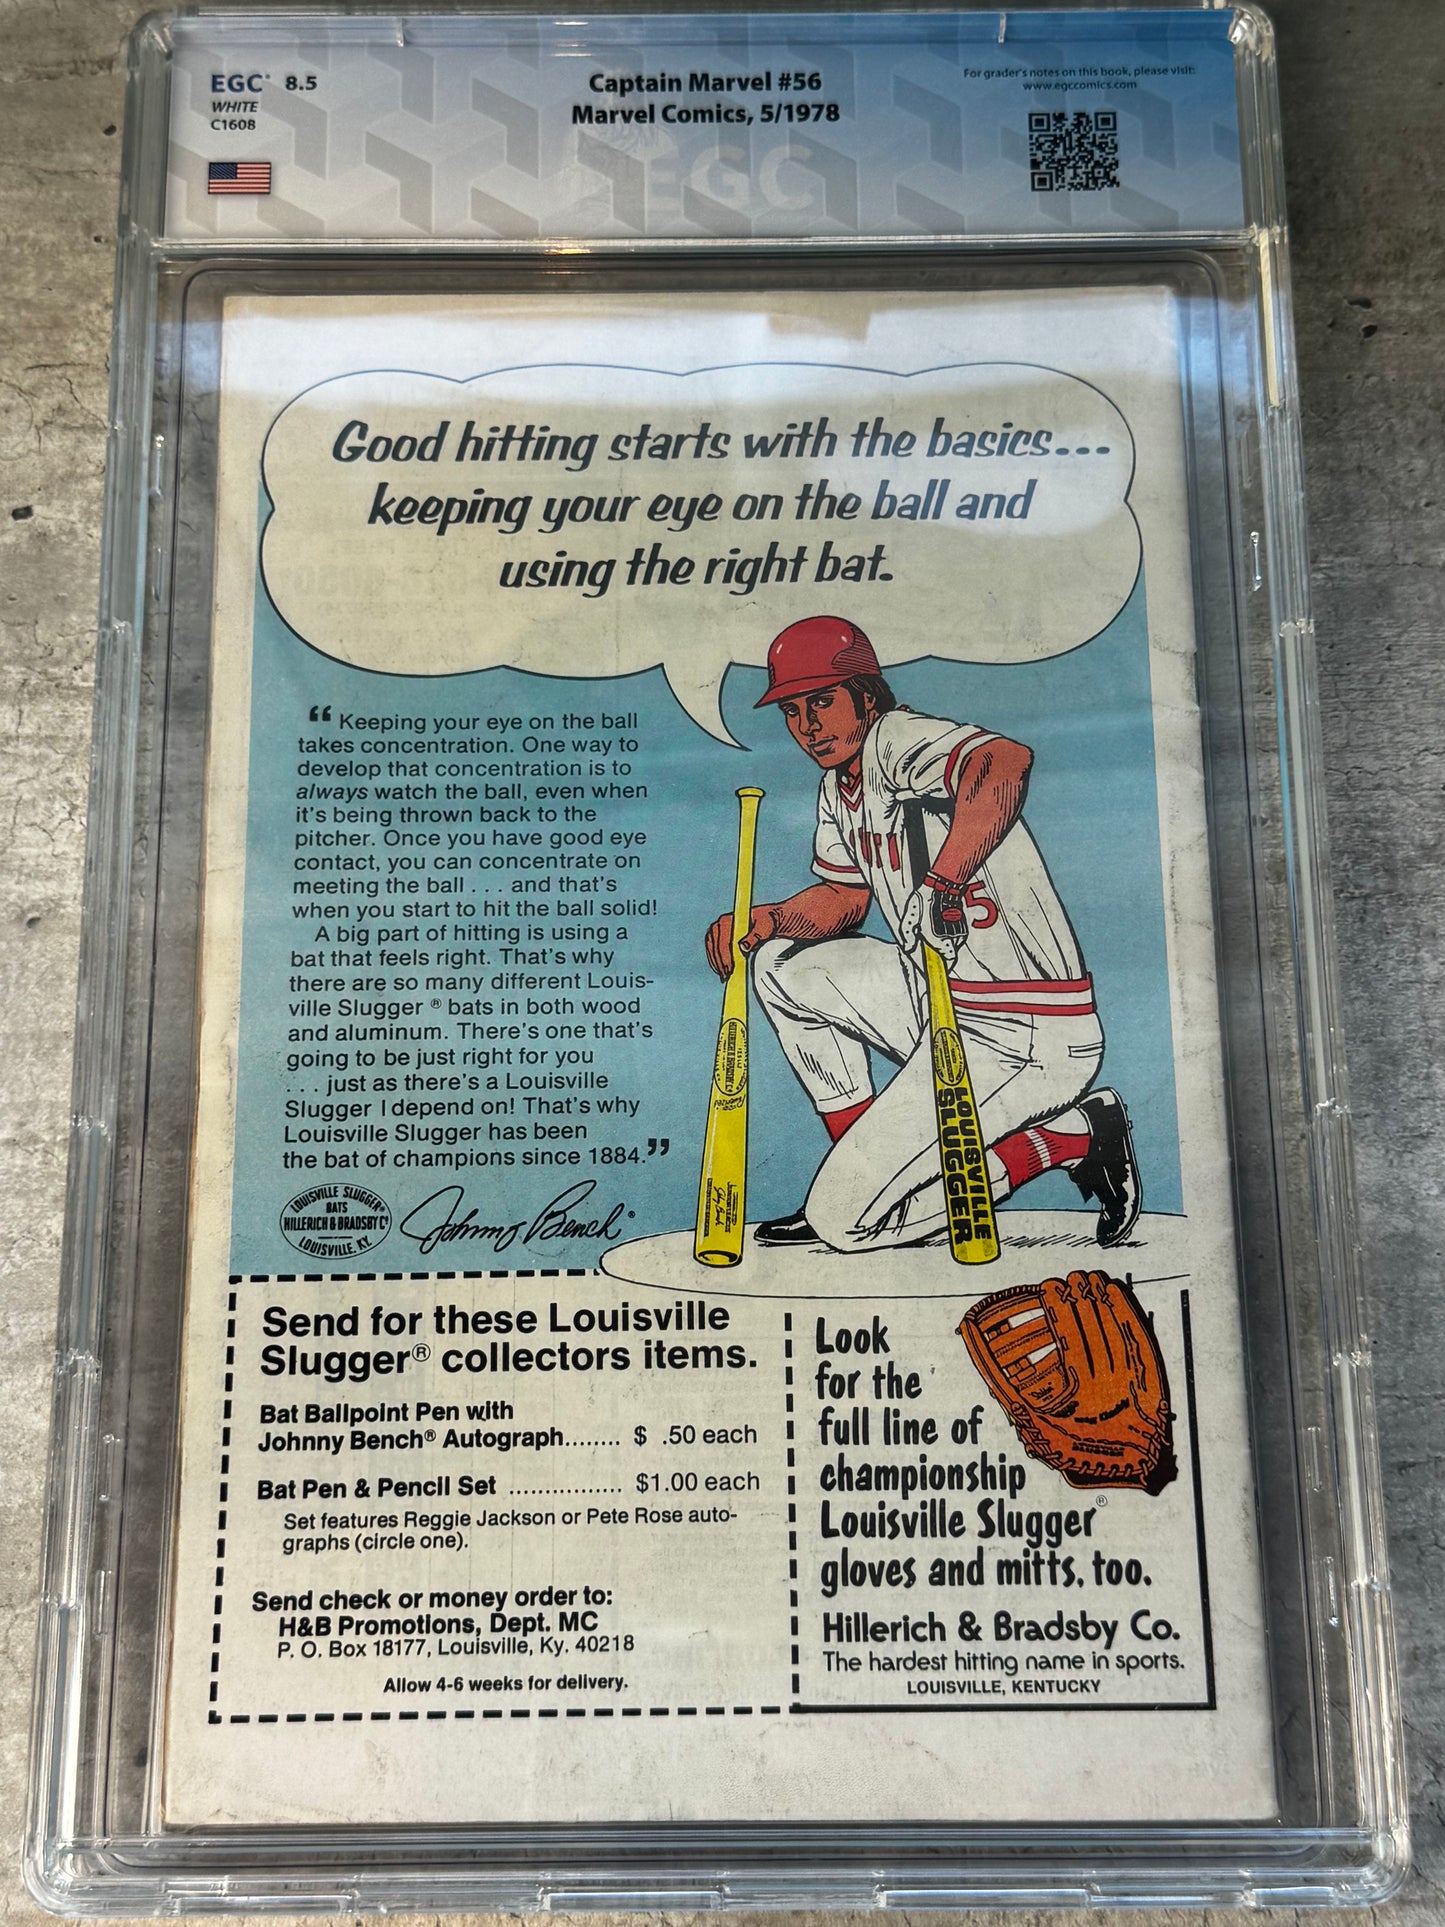 EGC® 8.5
WHITE
C1608
Captain Marvel #56
Marvel Comics, 5/1978
For grader's notes on this book, please visit:
www.egccomics.com
EGC
Good hitting starts with the basics...
keeping your eye on the ball and
using the right bat.
“Keeping your eye on the ball
takes concentration. One way to
develop that concentration is to
always watch the ball, even when
it's being thrown back to the
pitcher. Once you have good eye
contact, you can concentrate on
meeting the ball . . . and that's
when you start to hit the ball solid!
A big part of hitting is using a
bat that feels right. That's why
there are so many different Louis-
ville Slugger ® bats in both wood
and aluminum. There's one that's
going to be just right for you
. . . just as there's a Louisville
Slugger I depend on! That's why
Louisville Slugger has been
the bat of champions since 1884.”
LOUISVILLE SLUGGER®
BATS
HILLERICH & BRADSBY Cº
LOUISVILLE, KY.
Johnny Bench®
5
LOUISVILLE
SLUGGER
Send for these Louisville
Slugger® collectors items.
Bat Ballpoint Pen with
Johnny Bench® Autograph........ $ .50 each
Bat Pen & Pencil Set ................ $1.00 each
Set features Reggie Jackson or Pete Rose auto-
graphs (circle one).
Send check or money order to:
H&B Promotions, Dept. MC
P. O. Box 18177, Louisville, Ky. 40218
Allow 4-6 weeks for delivery.
Look
for the
full line of
championship
Louisville Slugger®
gloves and mitts, too.
Hillerich & Bradsby Co.
The hardest hitting name in sports.
LOUISVILLE, KENTUCKY